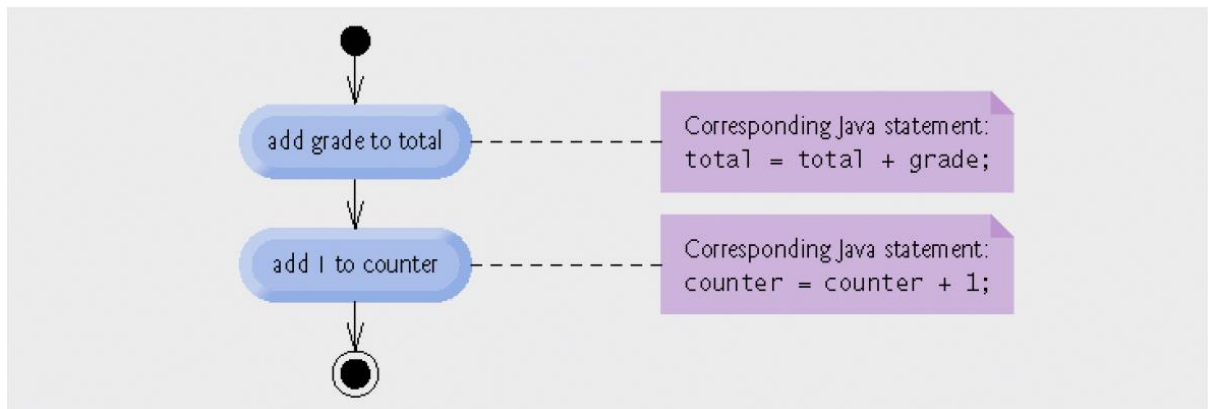 add grade to total
Corresponding Java statement:
total = total + grade;
add 1 to counter
Corresponding Java statement:
counter = counter + 1;